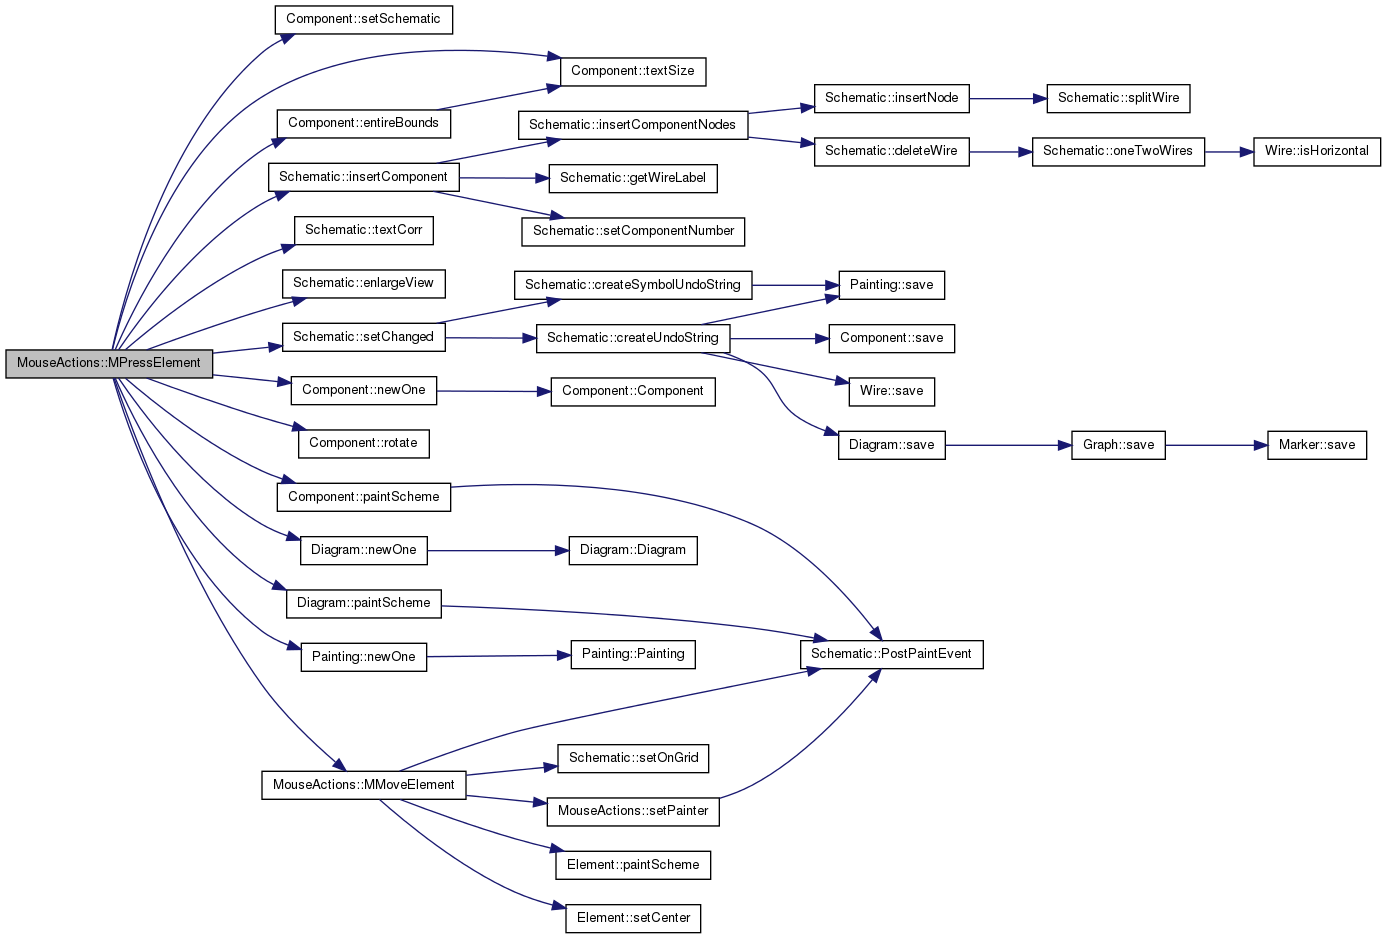 Component::setSchematic
Component::textSize
Component::entireBounds
Schematic::insertComponentNodes
Schematic::insertNode
Schematic::splitWire
Schematic::deleteWire
Schematic::oneTwoWires
Wire::isHorizontal
Schematic::insertComponent
Schematic::getWireLabel
Schematic::setComponentNumber
Schematic::textCorr
Schematic::enlargeView
Schematic::createSymbolUndoString
Painting::save
Schematic::setChanged
Schematic::createUndoString
Component::save
MouseActions::MPressElement
Component::newOne
Component::Component
Wire::save
Component::rotate
Diagram::save
Graph::save
Marker::save
Component::paintScheme
Diagram::newOne
Diagram::Diagram
Diagram::paintScheme
Painting::newOne
Painting::Painting
Schematic::PostPaintEvent
Schematic::setOnGrid
MouseActions::MMoveElement
MouseActions::setPainter
Element::paintScheme
Element::setCenter